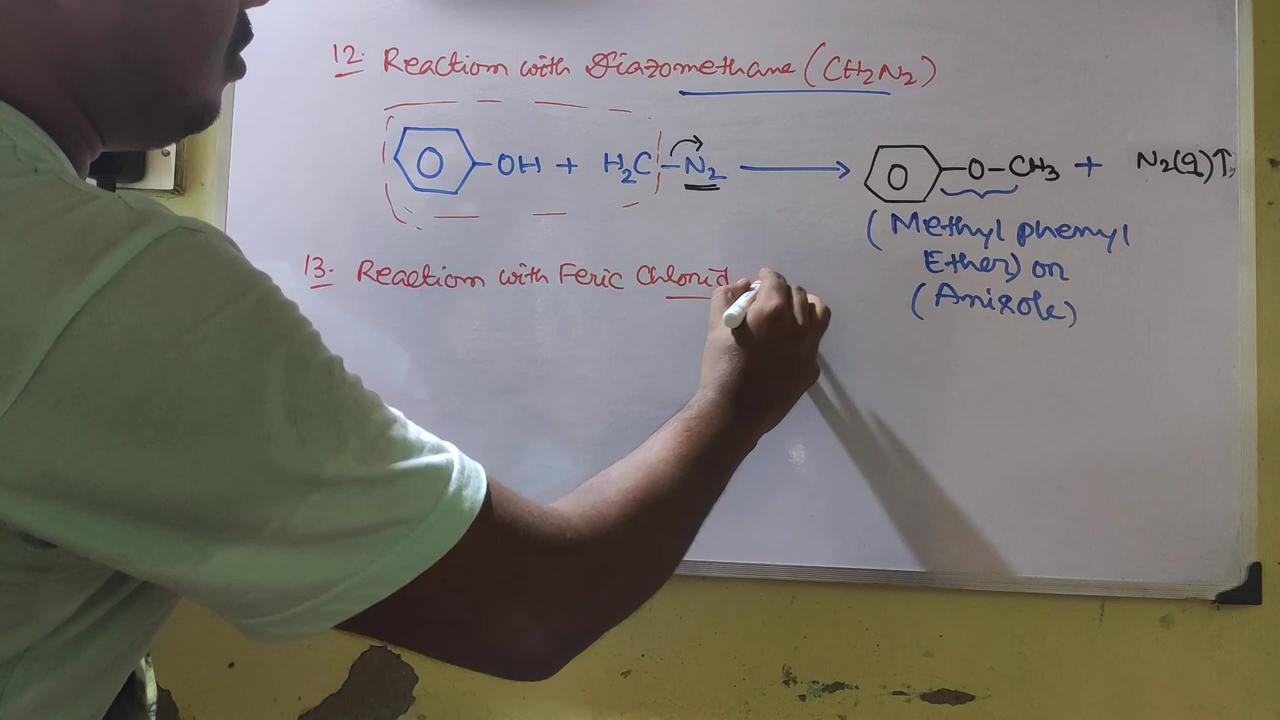 12. Reaction with Diazomethane (CH2N2)
OH + H2C-N2 → O-CH3 + N2(g)↑
(Methyl phenyl
Ether) or
(Anisole)
13. Reaction with Feric Chlorid